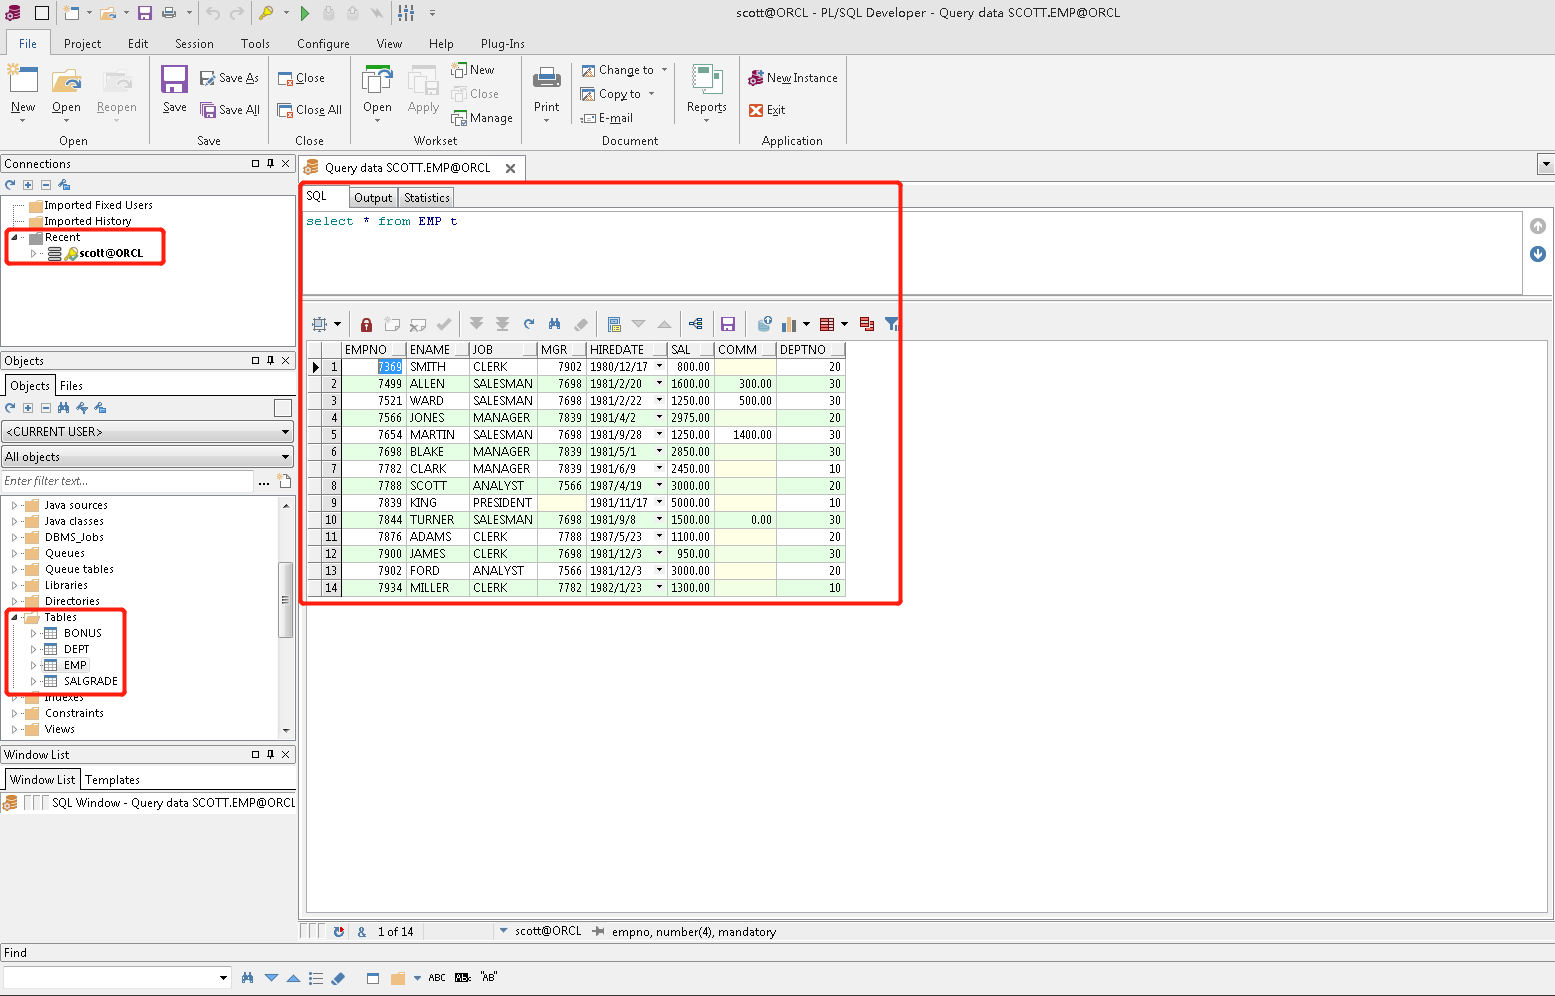 scott@ORCL - PL/SQL Developer - Query data SCOTT.EMP@ORCL
File Project Edit Session Tools Configure View Help Plug-Ins
New Open Reopen Save Save As Save All Close Close All Open Apply New Close Manage Print Change to Copy to E-mail Reports New Instance Exit
Open Save Close Workset Document Application
Connections
Imported Fixed Users
Imported History
Recent
scott@ORCL
Objects
Objects Files
<CURRENT USER>
All objects
Enter filter text... ...
Java sources
Java classes
DBMS_Jobs
Queues
Queue tables
Libraries
Directories
Tables
BONUS
DEPT
EMP
SALGRADE
Indexes
Constraints
Views
Window List
Window List Templates
SQL Window - Query data SCOTT.EMP@ORCL
Query data SCOTT.EMP@ORCL
SQL Output Statistics
select * from EMP t
EMPNO ENAME JOB MGR HIREDATE SAL COMM DEPTNO
1 7369 SMITH CLERK 7902 1980/12/17 800.00 20
2 7499 ALLEN SALESMAN 7698 1981/2/20 1600.00 300.00 30
3 7521 WARD SALESMAN 7698 1981/2/22 1250.00 500.00 30
4 7566 JONES MANAGER 7839 1981/4/2 2975.00 20
5 7654 MARTIN SALESMAN 7698 1981/9/28 1250.00 1400.00 30
6 7698 BLAKE MANAGER 7839 1981/5/1 2850.00 30
7 7782 CLARK MANAGER 7839 1981/6/9 2450.00 10
8 7788 SCOTT ANALYST 7566 1987/4/19 3000.00 20
9 7839 KING PRESIDENT 1981/11/17 5000.00 10
10 7844 TURNER SALESMAN 7698 1981/9/8 1500.00 0.00 30
11 7876 ADAMS CLERK 7788 1987/5/23 1100.00 20
12 7900 JAMES CLERK 7698 1981/12/3 950.00 30
13 7902 FORD ANALYST 7566 1981/12/3 3000.00 20
14 7934 MILLER CLERK 7782 1982/1/23 1300.00 10
& 1 of 14 scott@ORCL empno, number(4), mandatory
Find
ABC AB "AB"